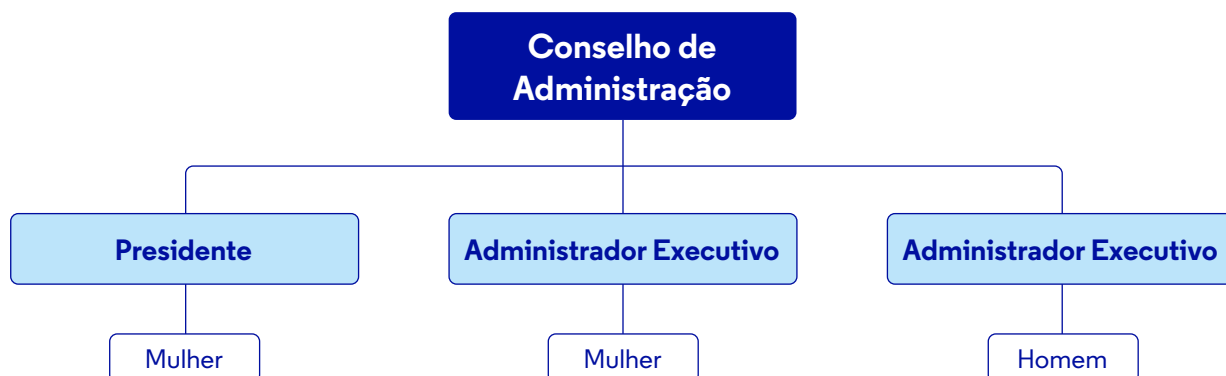 Conselho de
Administração
Presidente
Administrador Executivo
Administrador Executivo
Mulher
Mulher
Homem